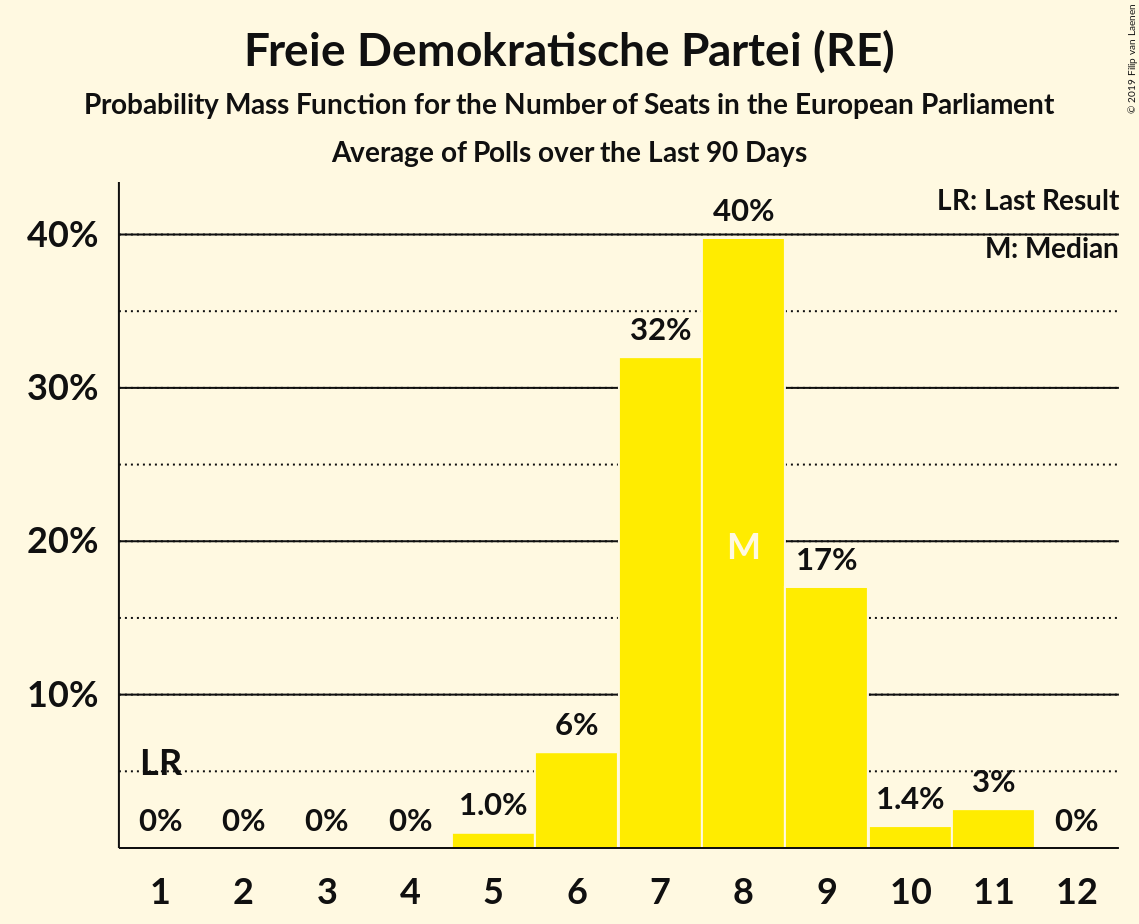 Freie Demokratische Partei (RE)
Probability Mass Function for the Number of Seats in the European Parliament
Average of Polls over the Last 90 Days
© 2019 Filip van Laenen
LR: Last Result
M: Median
40%
30%
20%
10%
40%
32%
M
17%
6%
LR
0% 0% 0% 0% 1.0% 1.4% 3% 0%
1 2 3 4 5 6 7 8 9 10 11 12